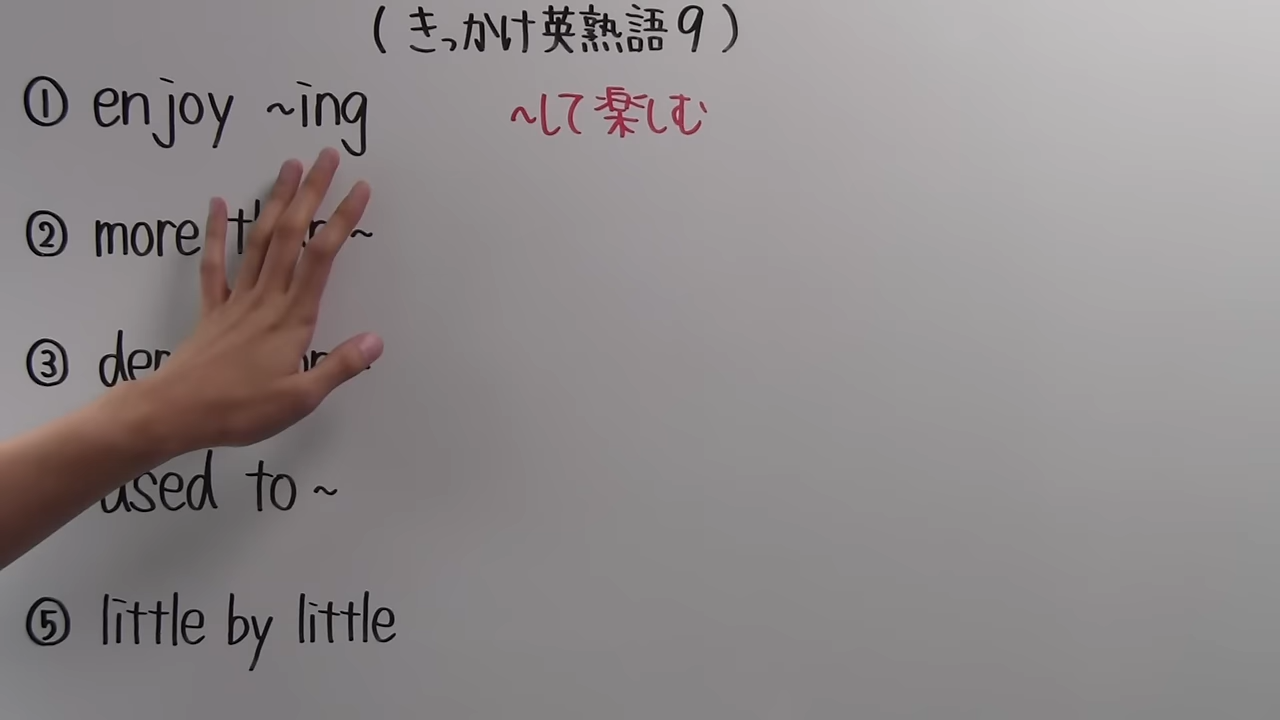 (きっかけ英熟語9)
① enjoy ~ing ~して楽しむ
② more ~
③
used to ~
⑤ little by little